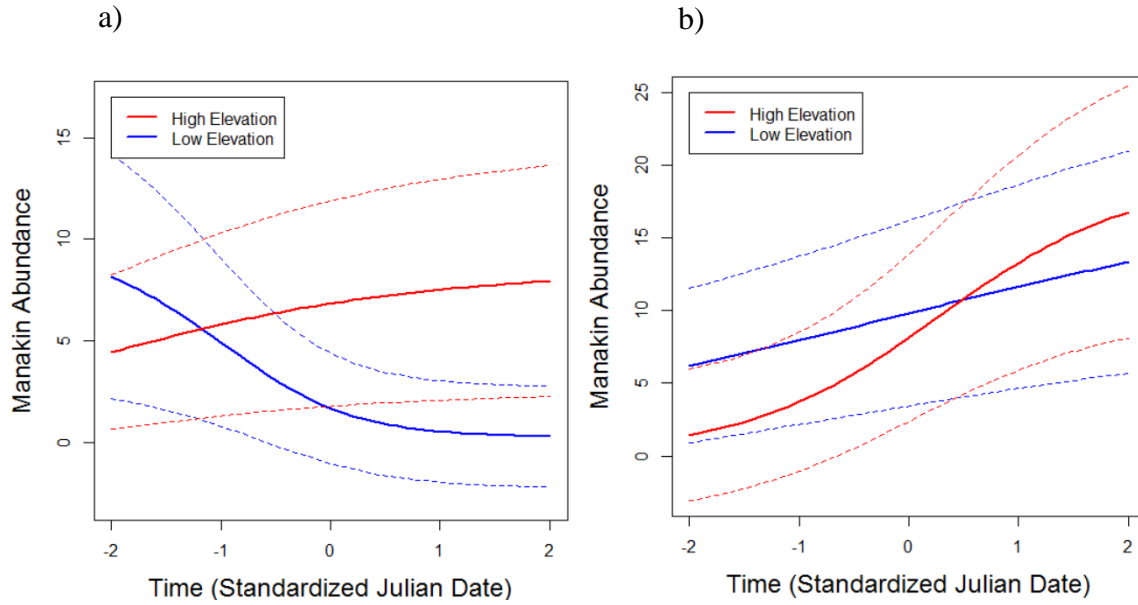 a)
High Elevation
Low Elevation
15
10
5
0
Manakin Abundance
-2 -1 0 1 2
Time (Standardized Julian Date)
b)
High Elevation
Low Elevation
25
20
15
10
5
0
Manakin Abundance
-2 -1 0 1 2
Time (Standardized Julian Date)